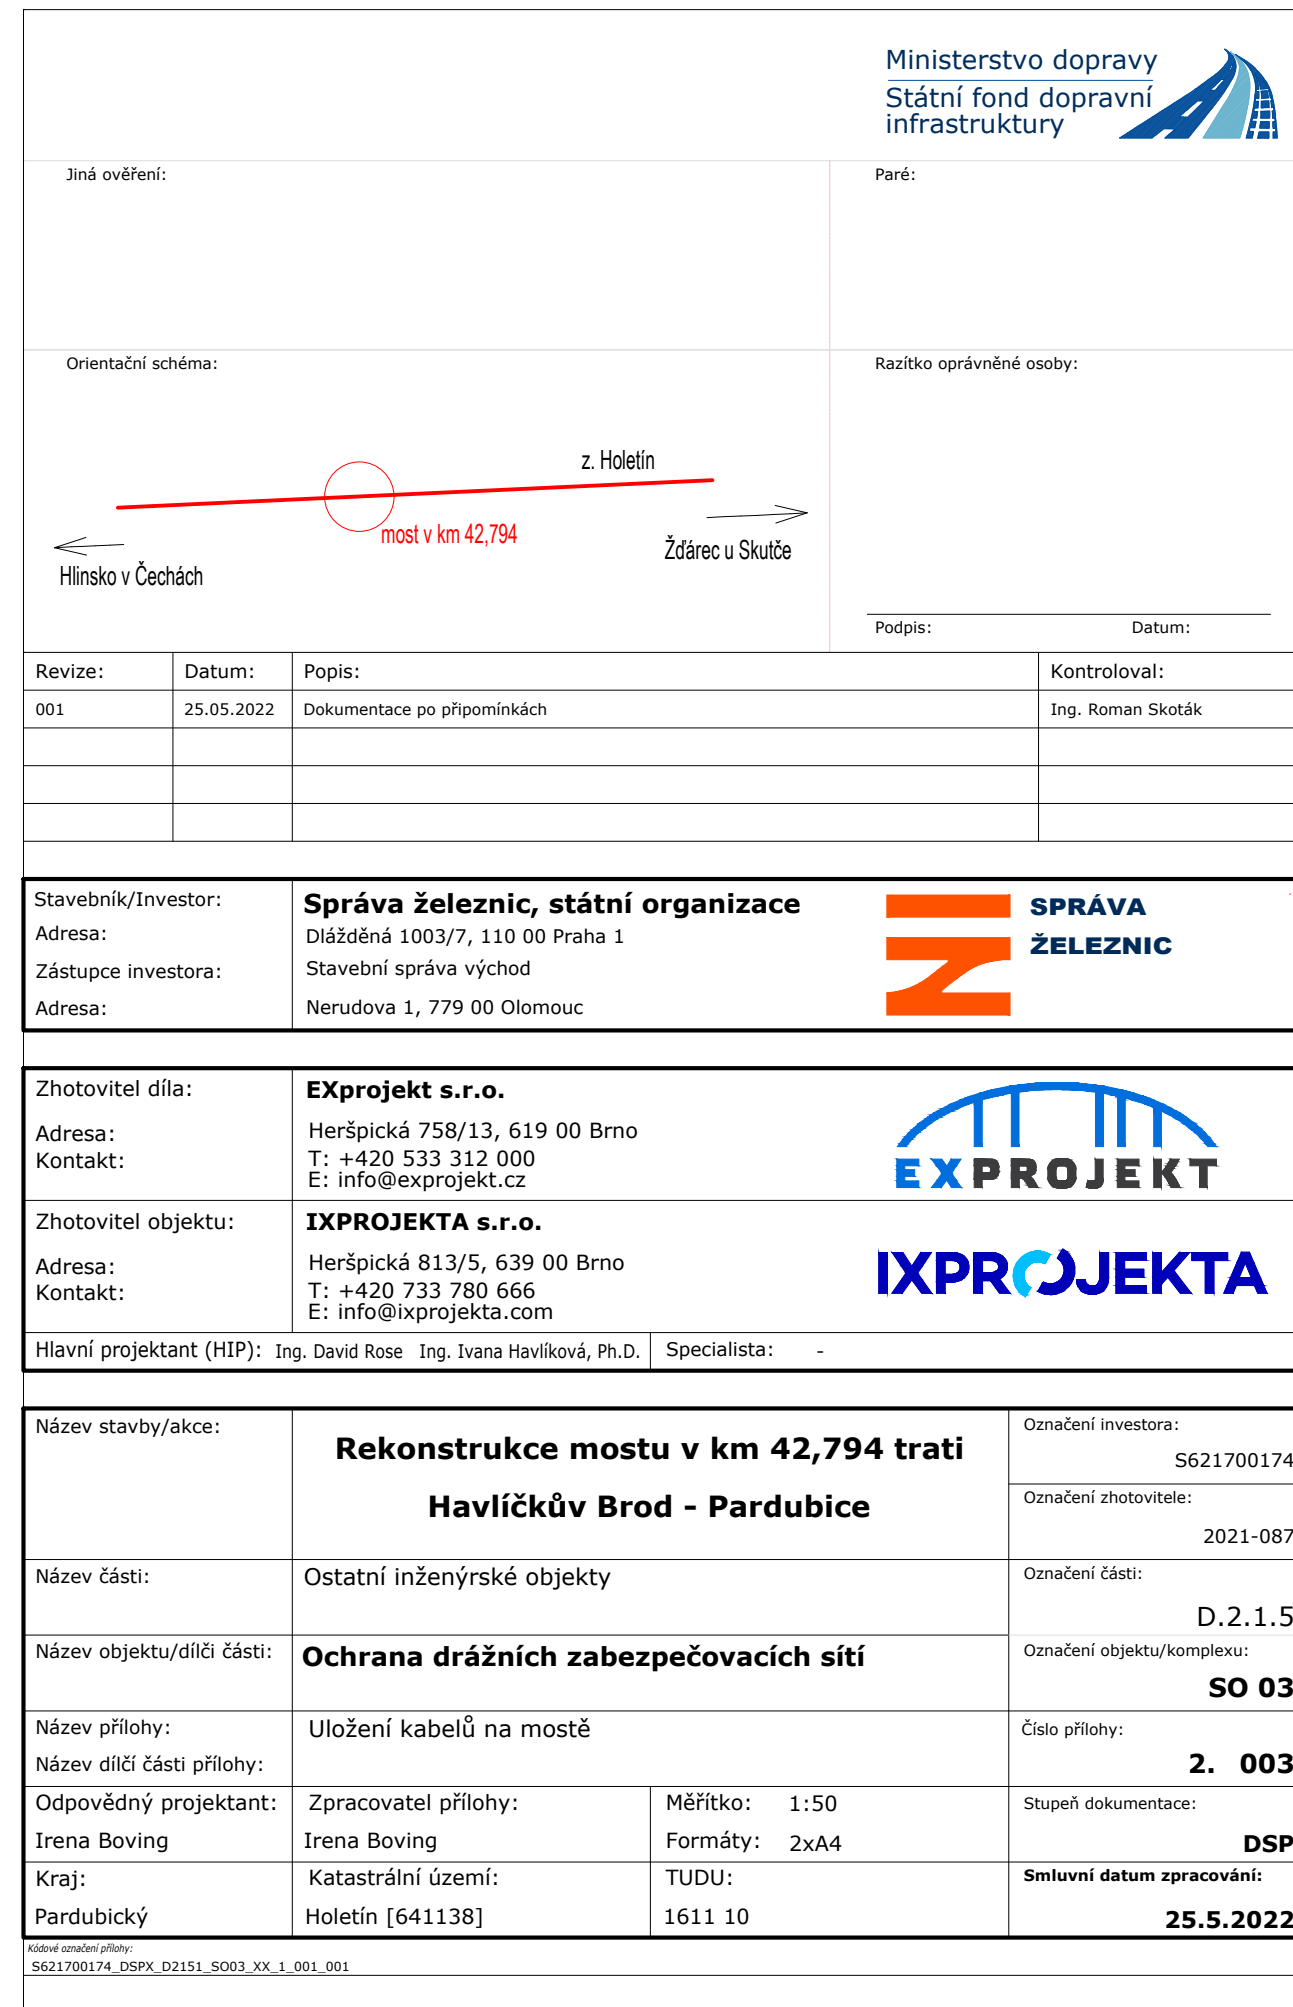 Ministerstvo dopravy
Státní fond dopravní
infrastruktury
Jiná ověření:
Paré:
Orientační schéma:
Razítko oprávněné osoby:
z. Holetín
most v km 42,794
Žďárec u Skutče
Hlinsko v Čechách
Podpis: Datum:
Revize: Datum: Popis: Kontroloval:
001 25.05.2022 Dokumentace po připomínkách Ing. Roman Skoták
Stavebník/Investor: Správa železnic, státní organizace
Adresa: Dlážděná 1003/7, 110 00 Praha 1
Zástupce investora: Stavební správa východ
Adresa: Nerudova 1, 779 00 Olomouc
SPRÁVA
ŽELEZNIC
Zhotovitel díla: EXprojekt s.r.o.
Adresa: Heršpická 758/13, 619 00 Brno
Kontakt: T: +420 533 312 000
E: info@exprojekt.cz
EXPROJEKT
Zhotovitel objektu: IXPROJEKTA s.r.o.
Adresa: Heršpická 813/5, 639 00 Brno
Kontakt: T: +420 733 780 666
E: info@ixprojekta.com
IXPROJEKTA
Hlavní projektant (HIP): Ing. David Rose Ing. Ivana Havlíková, Ph.D. Specialista: -
Název stavby/akce:
Rekonstrukce mostu v km 42,794 trati
Havlíčkův Brod - Pardubice
Označení investora:
S621700174
Označení zhotovitele:
2021-087
Název části: Ostatní inženýrské objekty
Označení části:
D.2.1.5
Název objektu/dílči části: Ochrana drážních zabezpečovacích sítí
Označení objektu/komplexu:
SO 03
Název přílohy: Uložení kabelů na mostě
Název dílčí části přílohy:
Číslo přílohy:
2. 003
Odpovědný projektant: Zpracovatel přílohy: Měřítko: 1:50 Stupeň dokumentace:
Irena Boving Irena Boving Formáty: 2xA4 DSP
Kraj: Katastrální území: TUDU: Smluvní datum zpracování:
Pardubický Holetín [641138] 1611 10 25.5.2022
Kódové označení přílohy:
S621700174_DSPX_D2151_SO03_XX_1_001_001